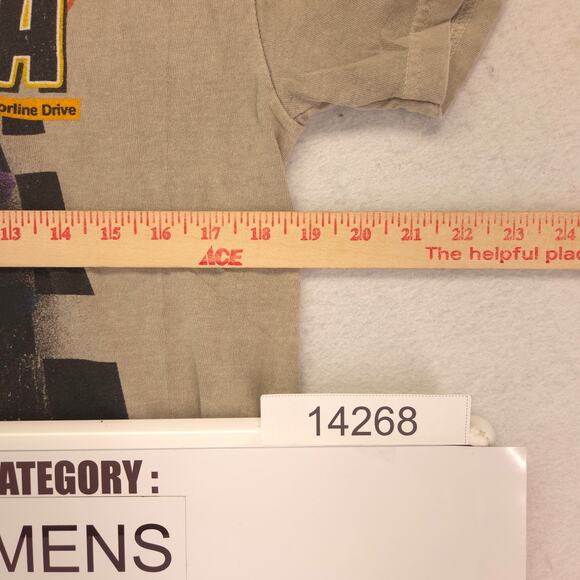 A
orline Drive
13 14 15 16 17 18 19 20 21 22 23 24
ACE The helpful plac
14268
ATEGORY :
MENS